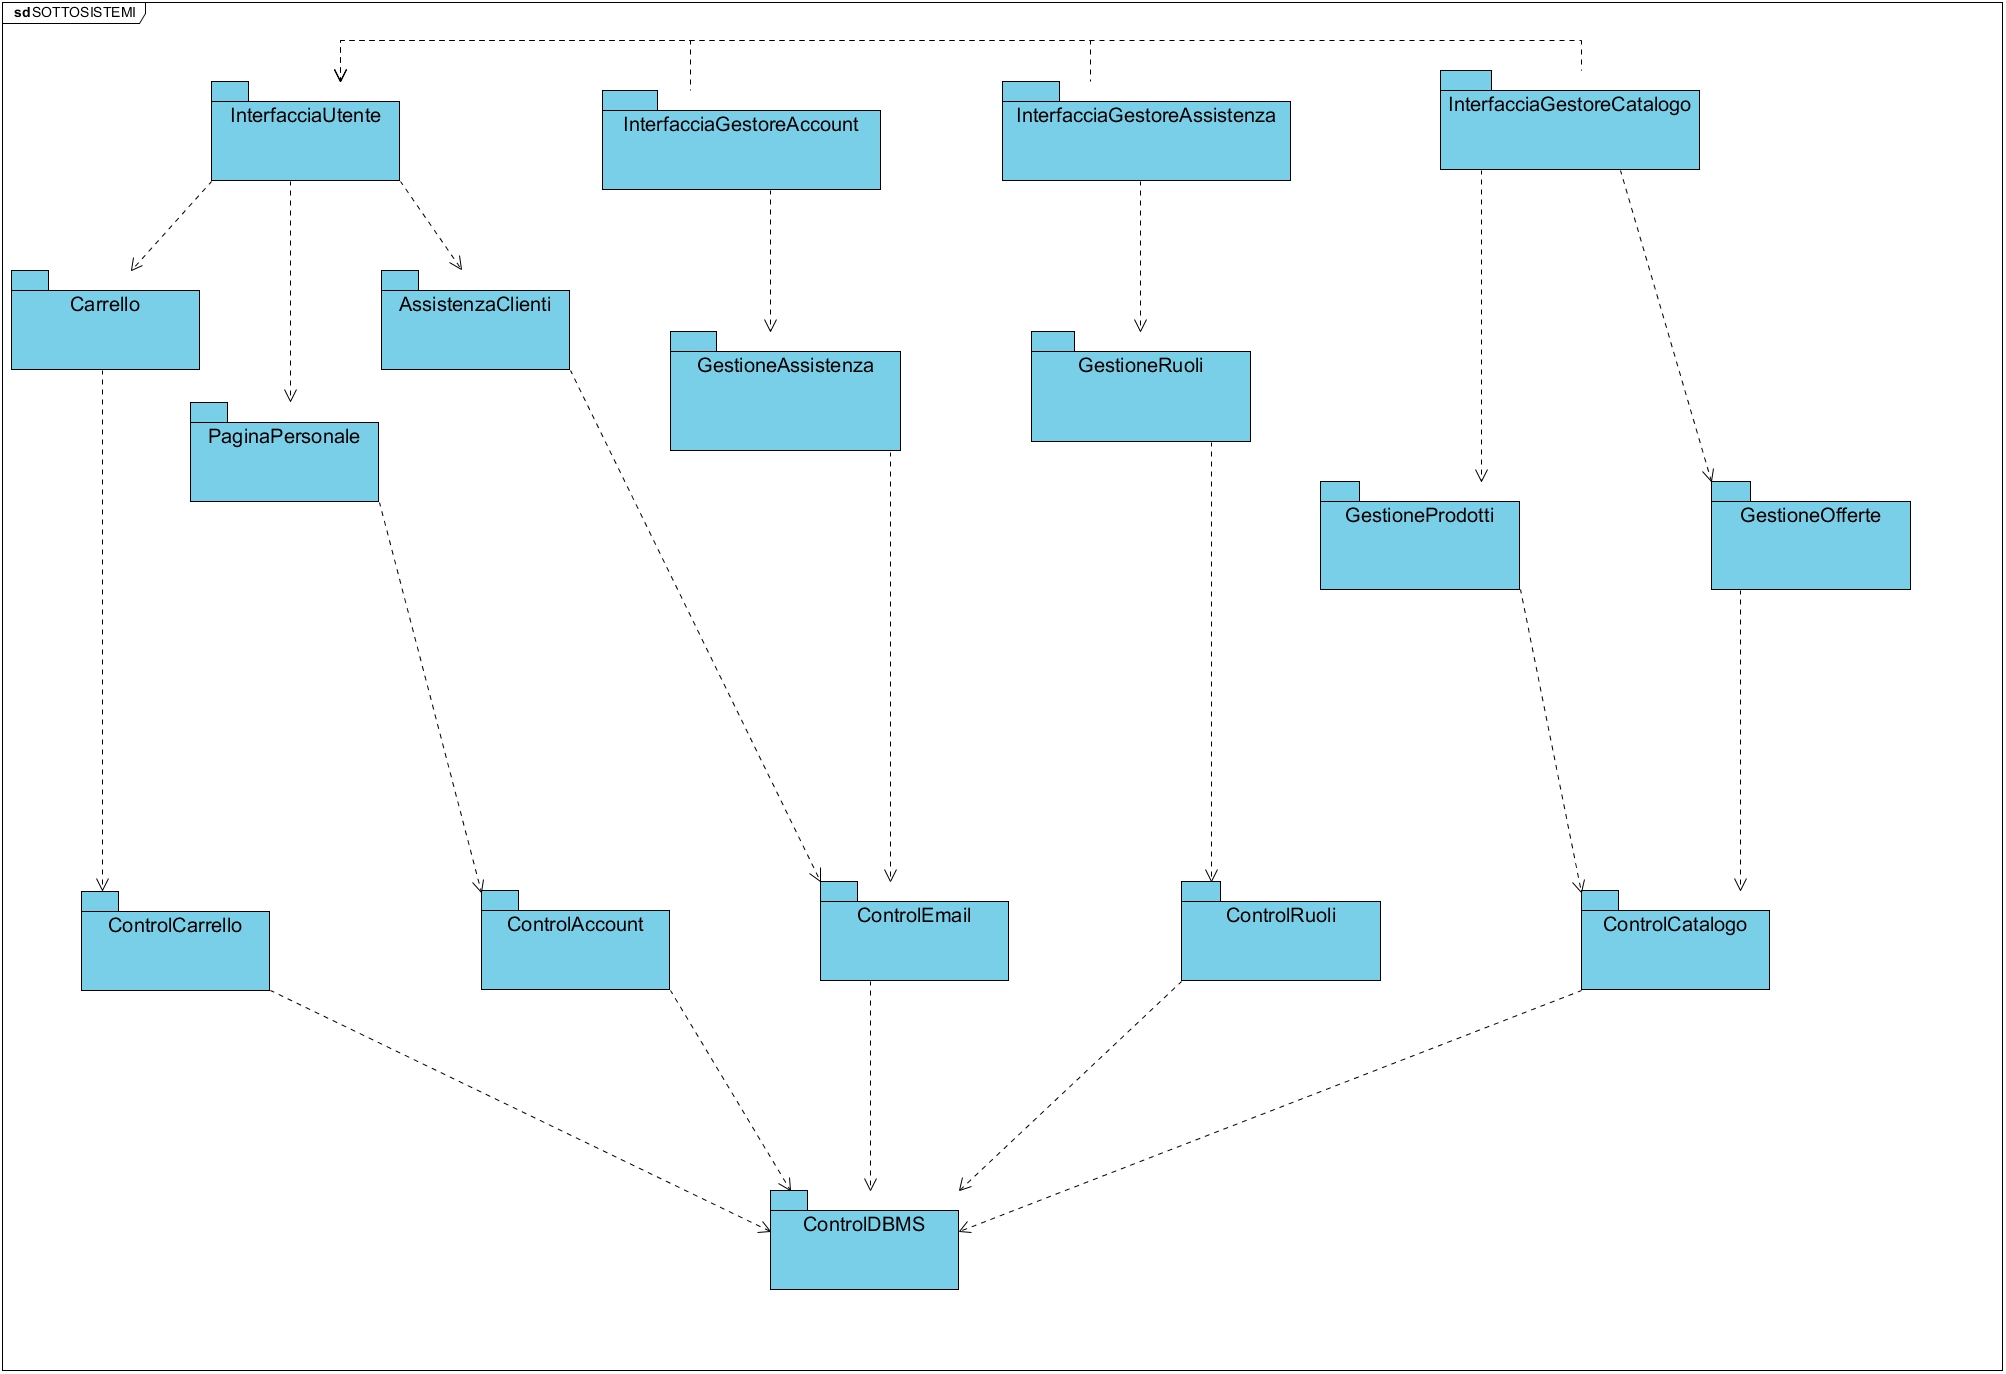 sd SOTTOSISTEMI
InterfacciaUtente
InterfacciaGestoreAccount
InterfacciaGestoreAssistenza
InterfacciaGestoreCatalogo
Carrello
AssistenzaClienti
GestioneAssistenza
GestioneRuoli
PaginaPersonale
GestioneProdotti
GestioneOfferte
ControlCarrello
ControlAccount
ControlEmail
ControlRuoli
ControlCatalogo
ControlDBMS